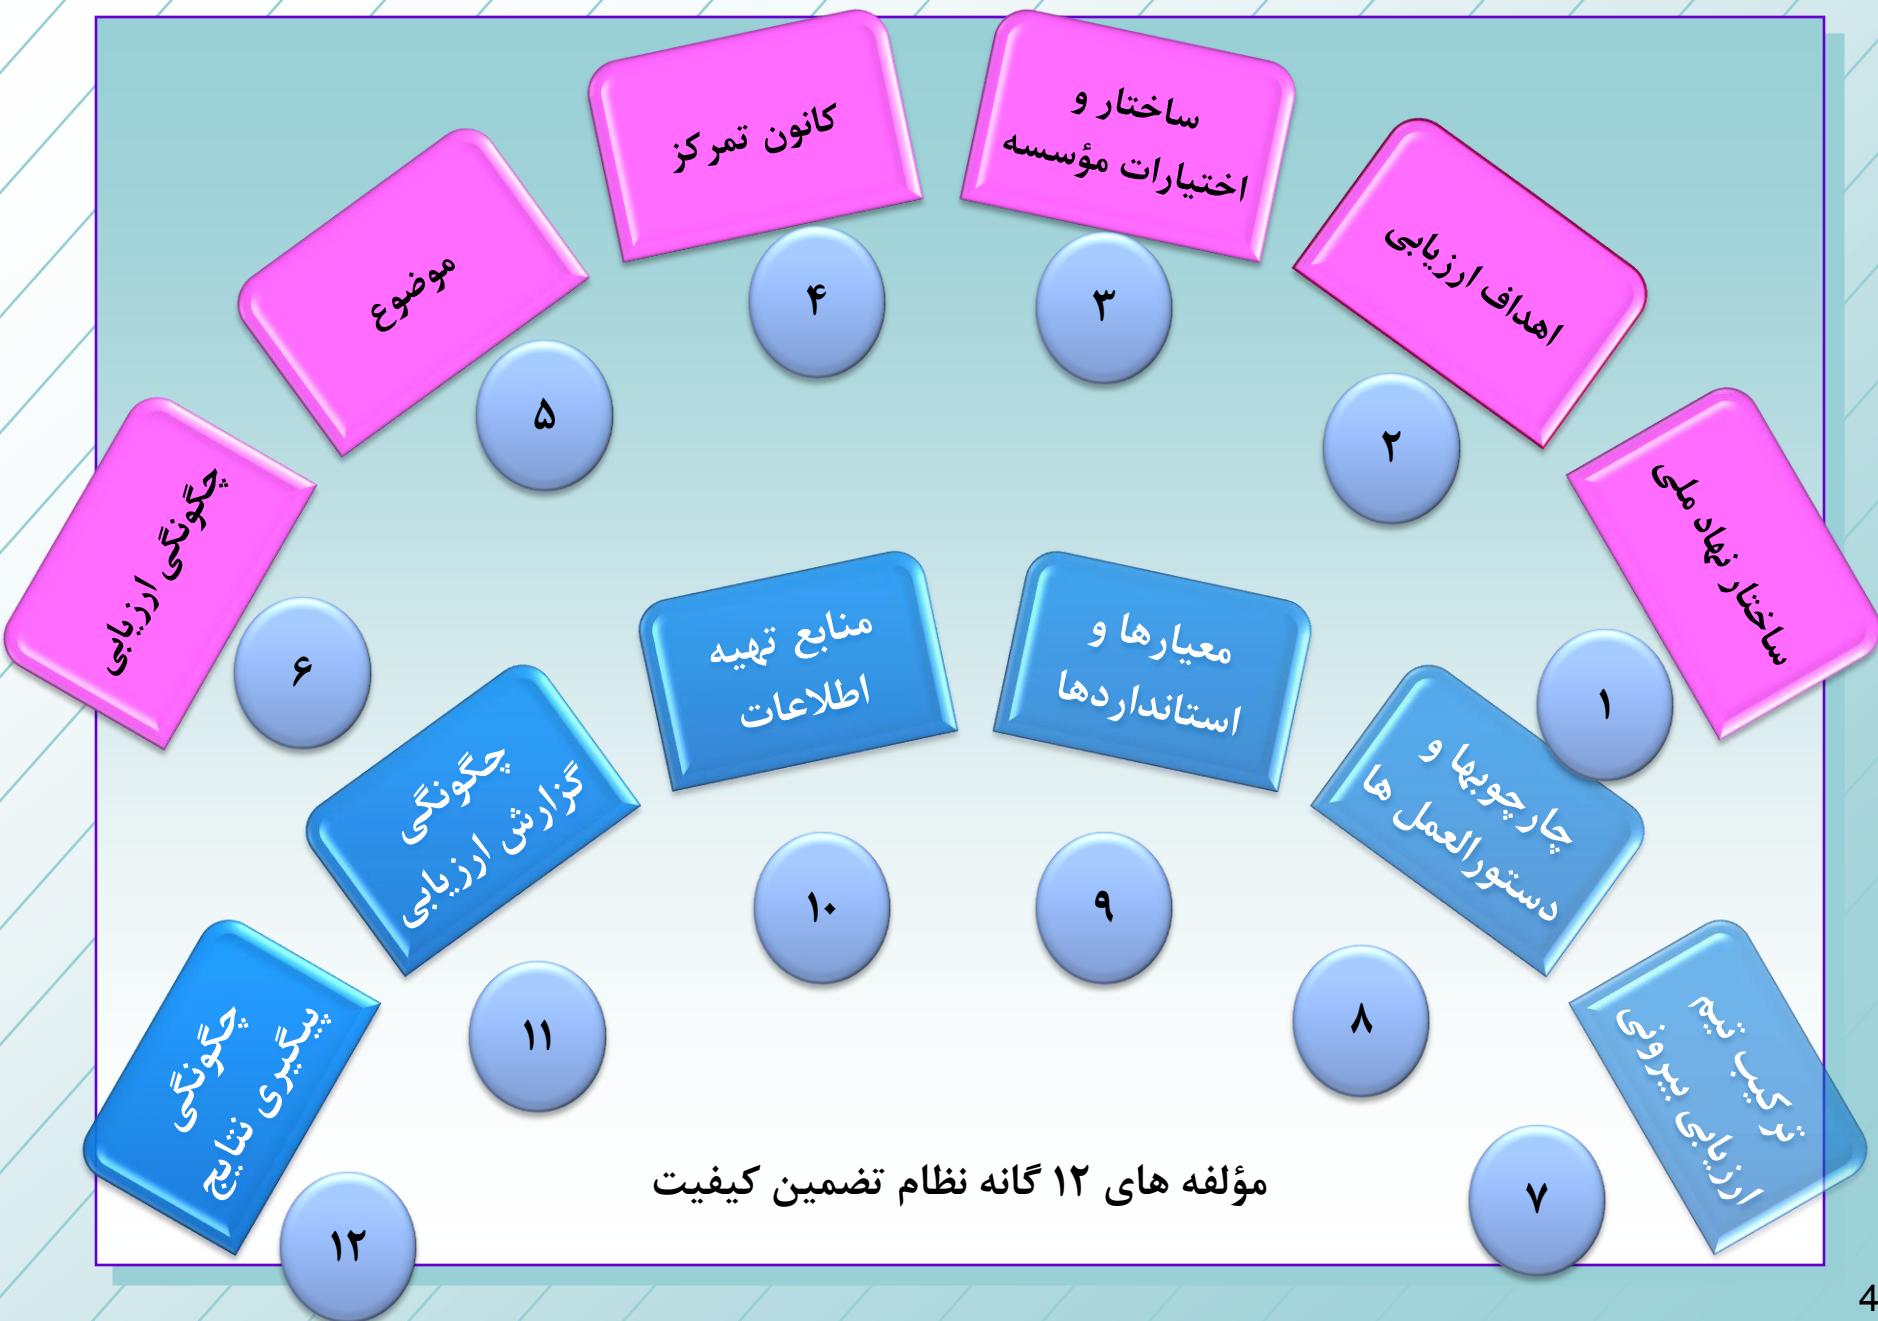 ساختار نهاد ملی
۱
اهداف ارزیابی
۲
ساختار و
اختیارات مؤسسه
۳
کانون تمرکز
۴
موضوع
۵
چگونگی ارزیابی
۶
ترکیب تیم
ارزیابی بیرونی
۷
چارچوبها و
دستورالعمل ها
۸
معیارها و
استانداردها
۹
منابع تهیه
اطلاعات
۱۰
چگونگی
گزارش ارزیابی
۱۱
چگونگی
پیگیری نتایج
۱۲
مؤلفه های ۱۲ گانه نظام تضمین کیفیت
4